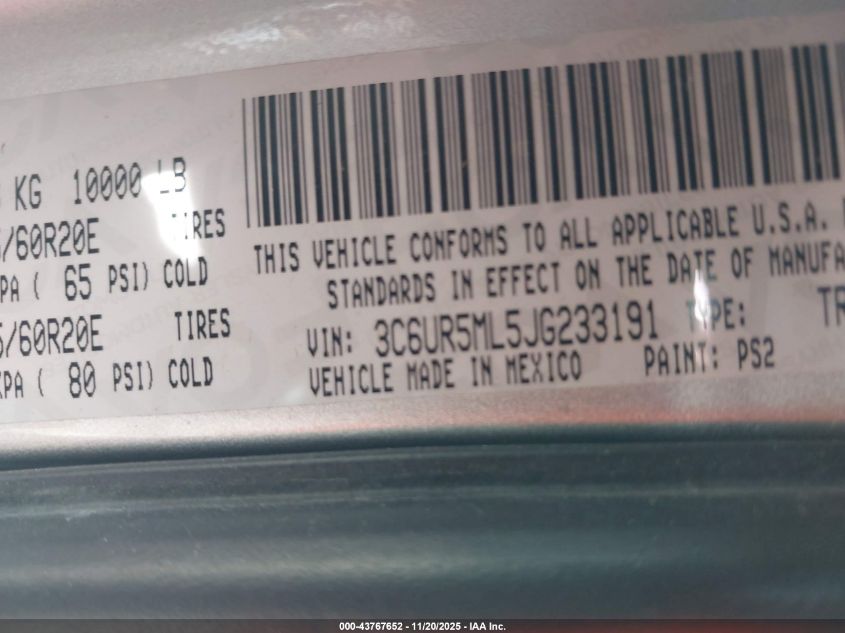 KG 10000 LB
/60R20E TIRES
PA ( 65 PSI) COLD
/60R20E TIRES
KPA ( 80 PSI) COLD
THIS VEHICLE CONFORMS TO ALL APPLICABLE U.S.A.
STANDARDS IN EFFECT ON THE DATE OF MANUFA
VIN: 3C6UR5ML5JG233191 TYPE: TR
VEHICLE MADE IN MEXICO PAINT: PS2
000-43767652 - 11/20/2025 - IAA Inc.